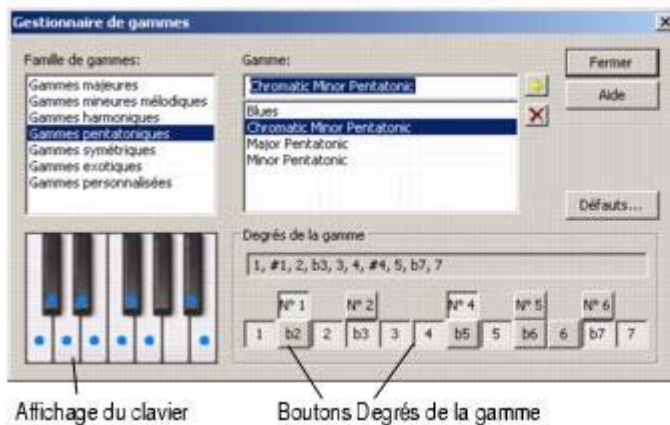 Gestionnaire de gammes
Famille de gammes:
Gammes majeures
Gammes mineures mélodiques
Gammes harmoniques
Gammes pentatoniques
Gammes symétriques
Gammes exotiques
Gammes personnalisées
Gamme:
Chromatic Minor Pentatonic
Blues
Chromatic Minor Pentatonic
Major Pentatonic
Minor Pentatonic
Fermer
Aide
Défauts...
Degrés de la gamme
1, #1, 2, b3, 3, 4, #4, 5, b7, 7
N° 1 N° 2 N° 4 N° 5 N° 6
1 b2 2 b3 3 4 b5 5 b6 6 b7 7
Affichage du clavier
Boutons Degrés de la gamme